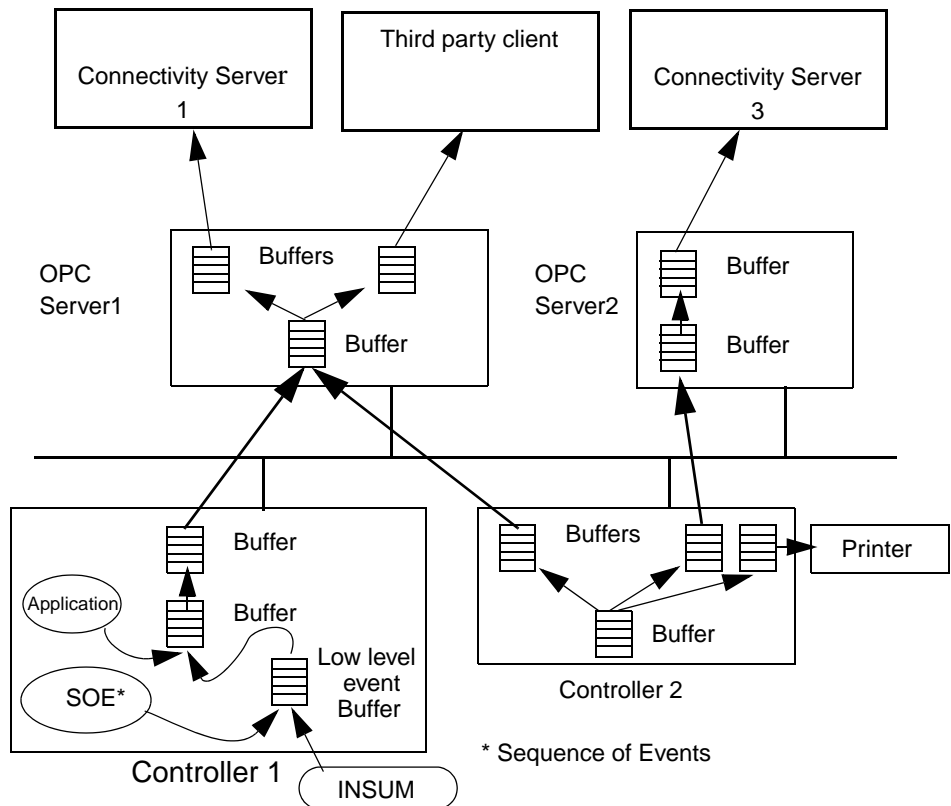 Connectivity Server
1
Third party client
Connectivity Server
3
OPC
Server1
Buffers
Buffer
OPC
Server2
Buffer
Buffer
Buffer
Application
Buffer
SOE*
Low level
event
Buffer
Controller 1
INSUM
Buffers
Buffer
Printer
Controller 2
* Sequence of Events